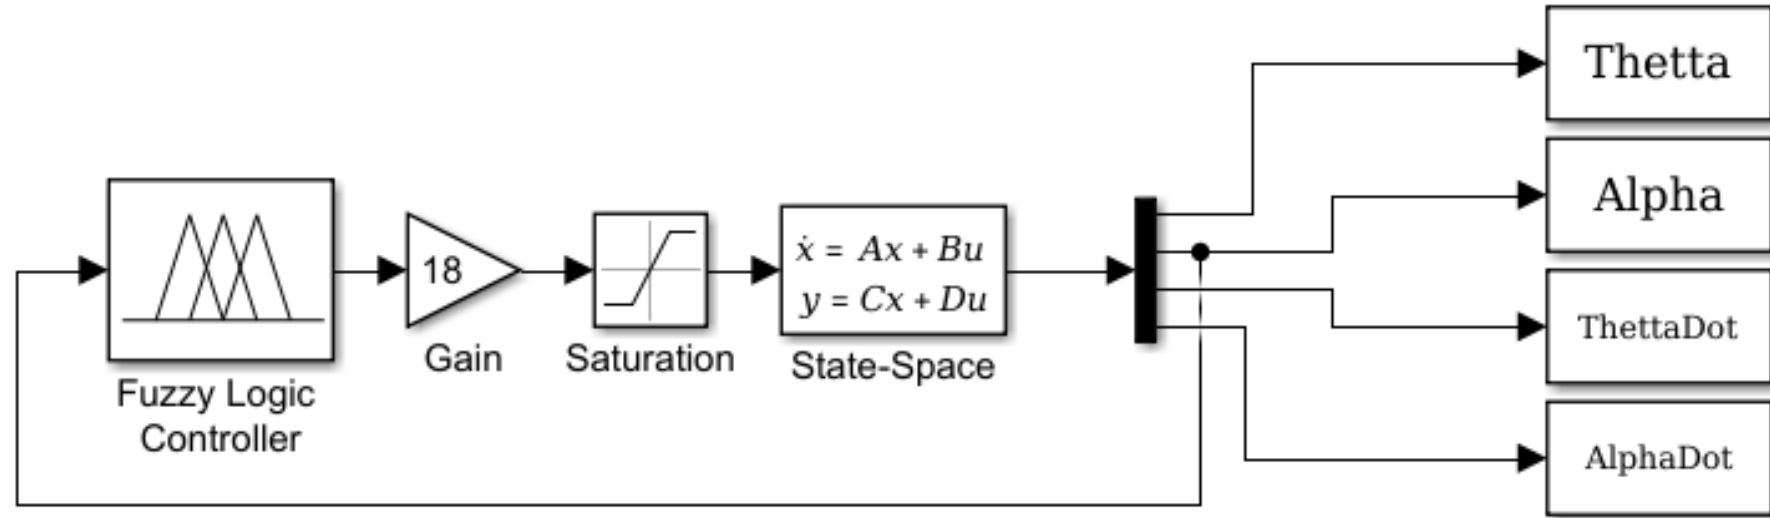 Thetta
Alpha
ThettaDot
AlphaDot
18
ẋ = Ax + Bu
y = Cx + Du
Gain
Saturation
State-Space
Fuzzy Logic
Controller